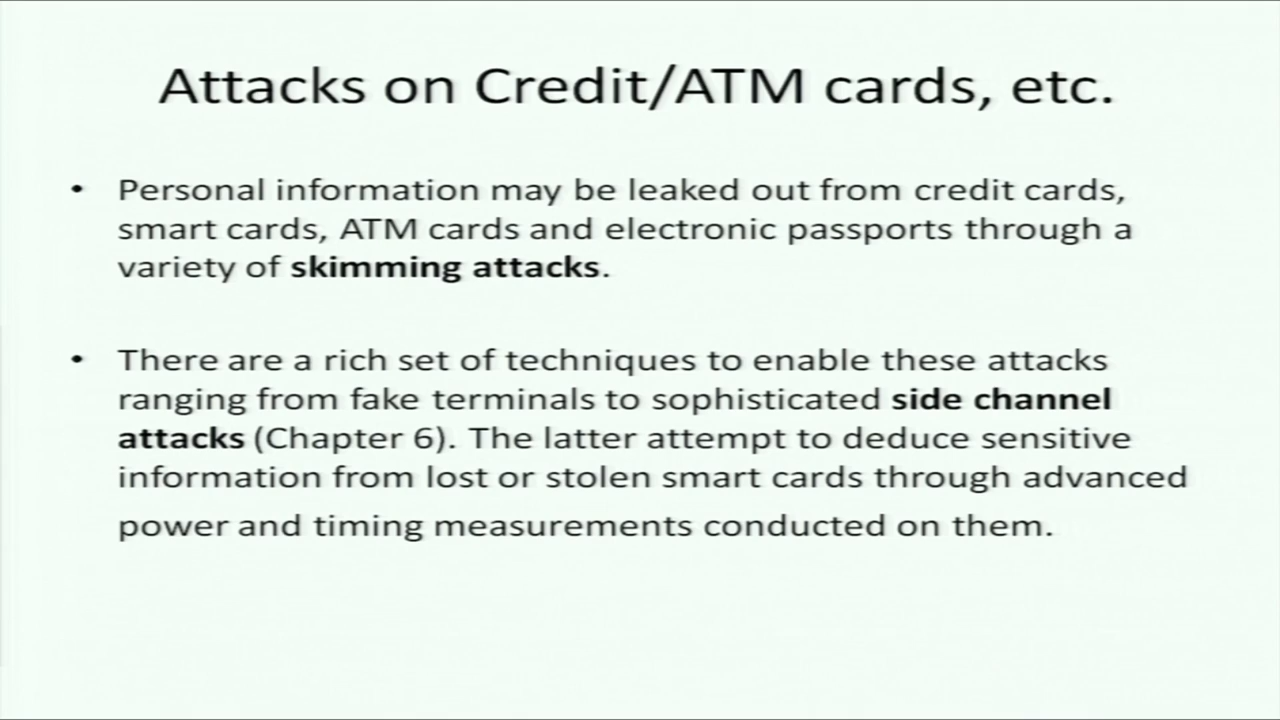 Attacks on Credit/ATM cards, etc.
• Personal information may be leaked out from credit cards,
smart cards, ATM cards and electronic passports through a
variety of skimming attacks.
• There are a rich set of techniques to enable these attacks
ranging from fake terminals to sophisticated side channel
attacks (Chapter 6). The latter attempt to deduce sensitive
information from lost or stolen smart cards through advanced
power and timing measurements conducted on them.